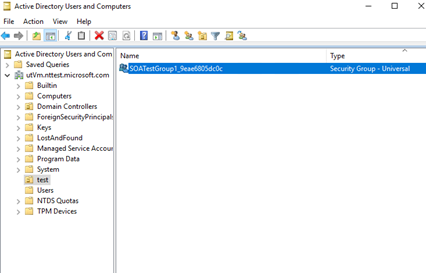 Active Directory Users and Computers
File Action View Help
Active Directory Users and Com
Saved Queries
utVm.nttest.microsoft.com
Builtin
Computers
Domain Controllers
ForeignSecurityPrincipals
Keys
LostAndFound
Managed Service Accou
Program Data
System
test
Users
NTDS Quotas
TPM Devices
Name Type
SOATestGroup1_9eae6805dc0c Security Group - Universal